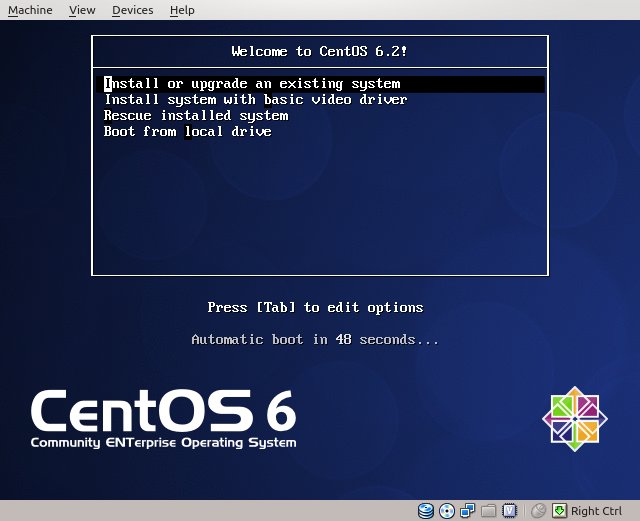 Machine View Devices Help
Welcome to CentOS 6.2!
Install or upgrade an existing system
Install system with basic video driver
Rescue installed system
Boot from local drive
Press [Tab] to edit options
Automatic boot in 48 seconds...
CentOS 6
Community ENTerprise Operating System
Right Ctrl